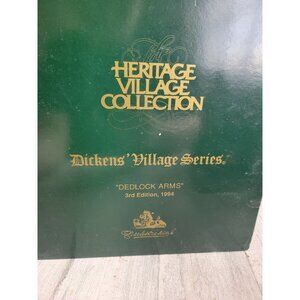 The
HERITAGE
VILLAGE
COLLECTION
Dickens' Village Series.
"DEDLOCK ARMS"
3rd Edition, 1994